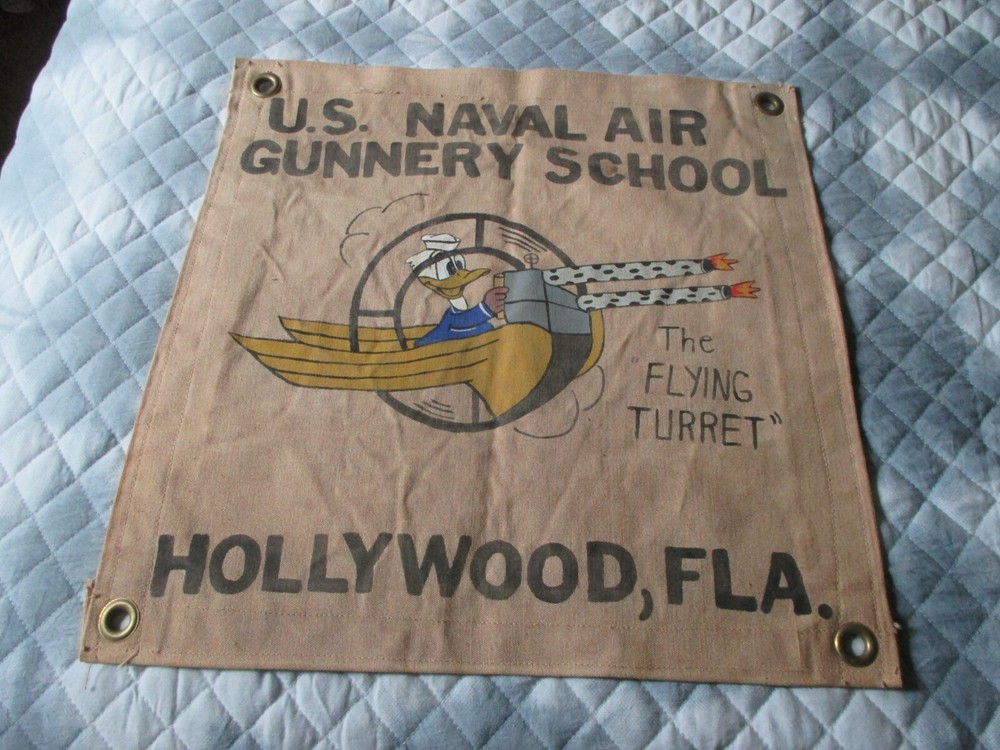 U.S. NAVAL AIR
GUNNERY SCHOOL
The
"FLYING
TURRET"
HOLLYWOOD, FLA.